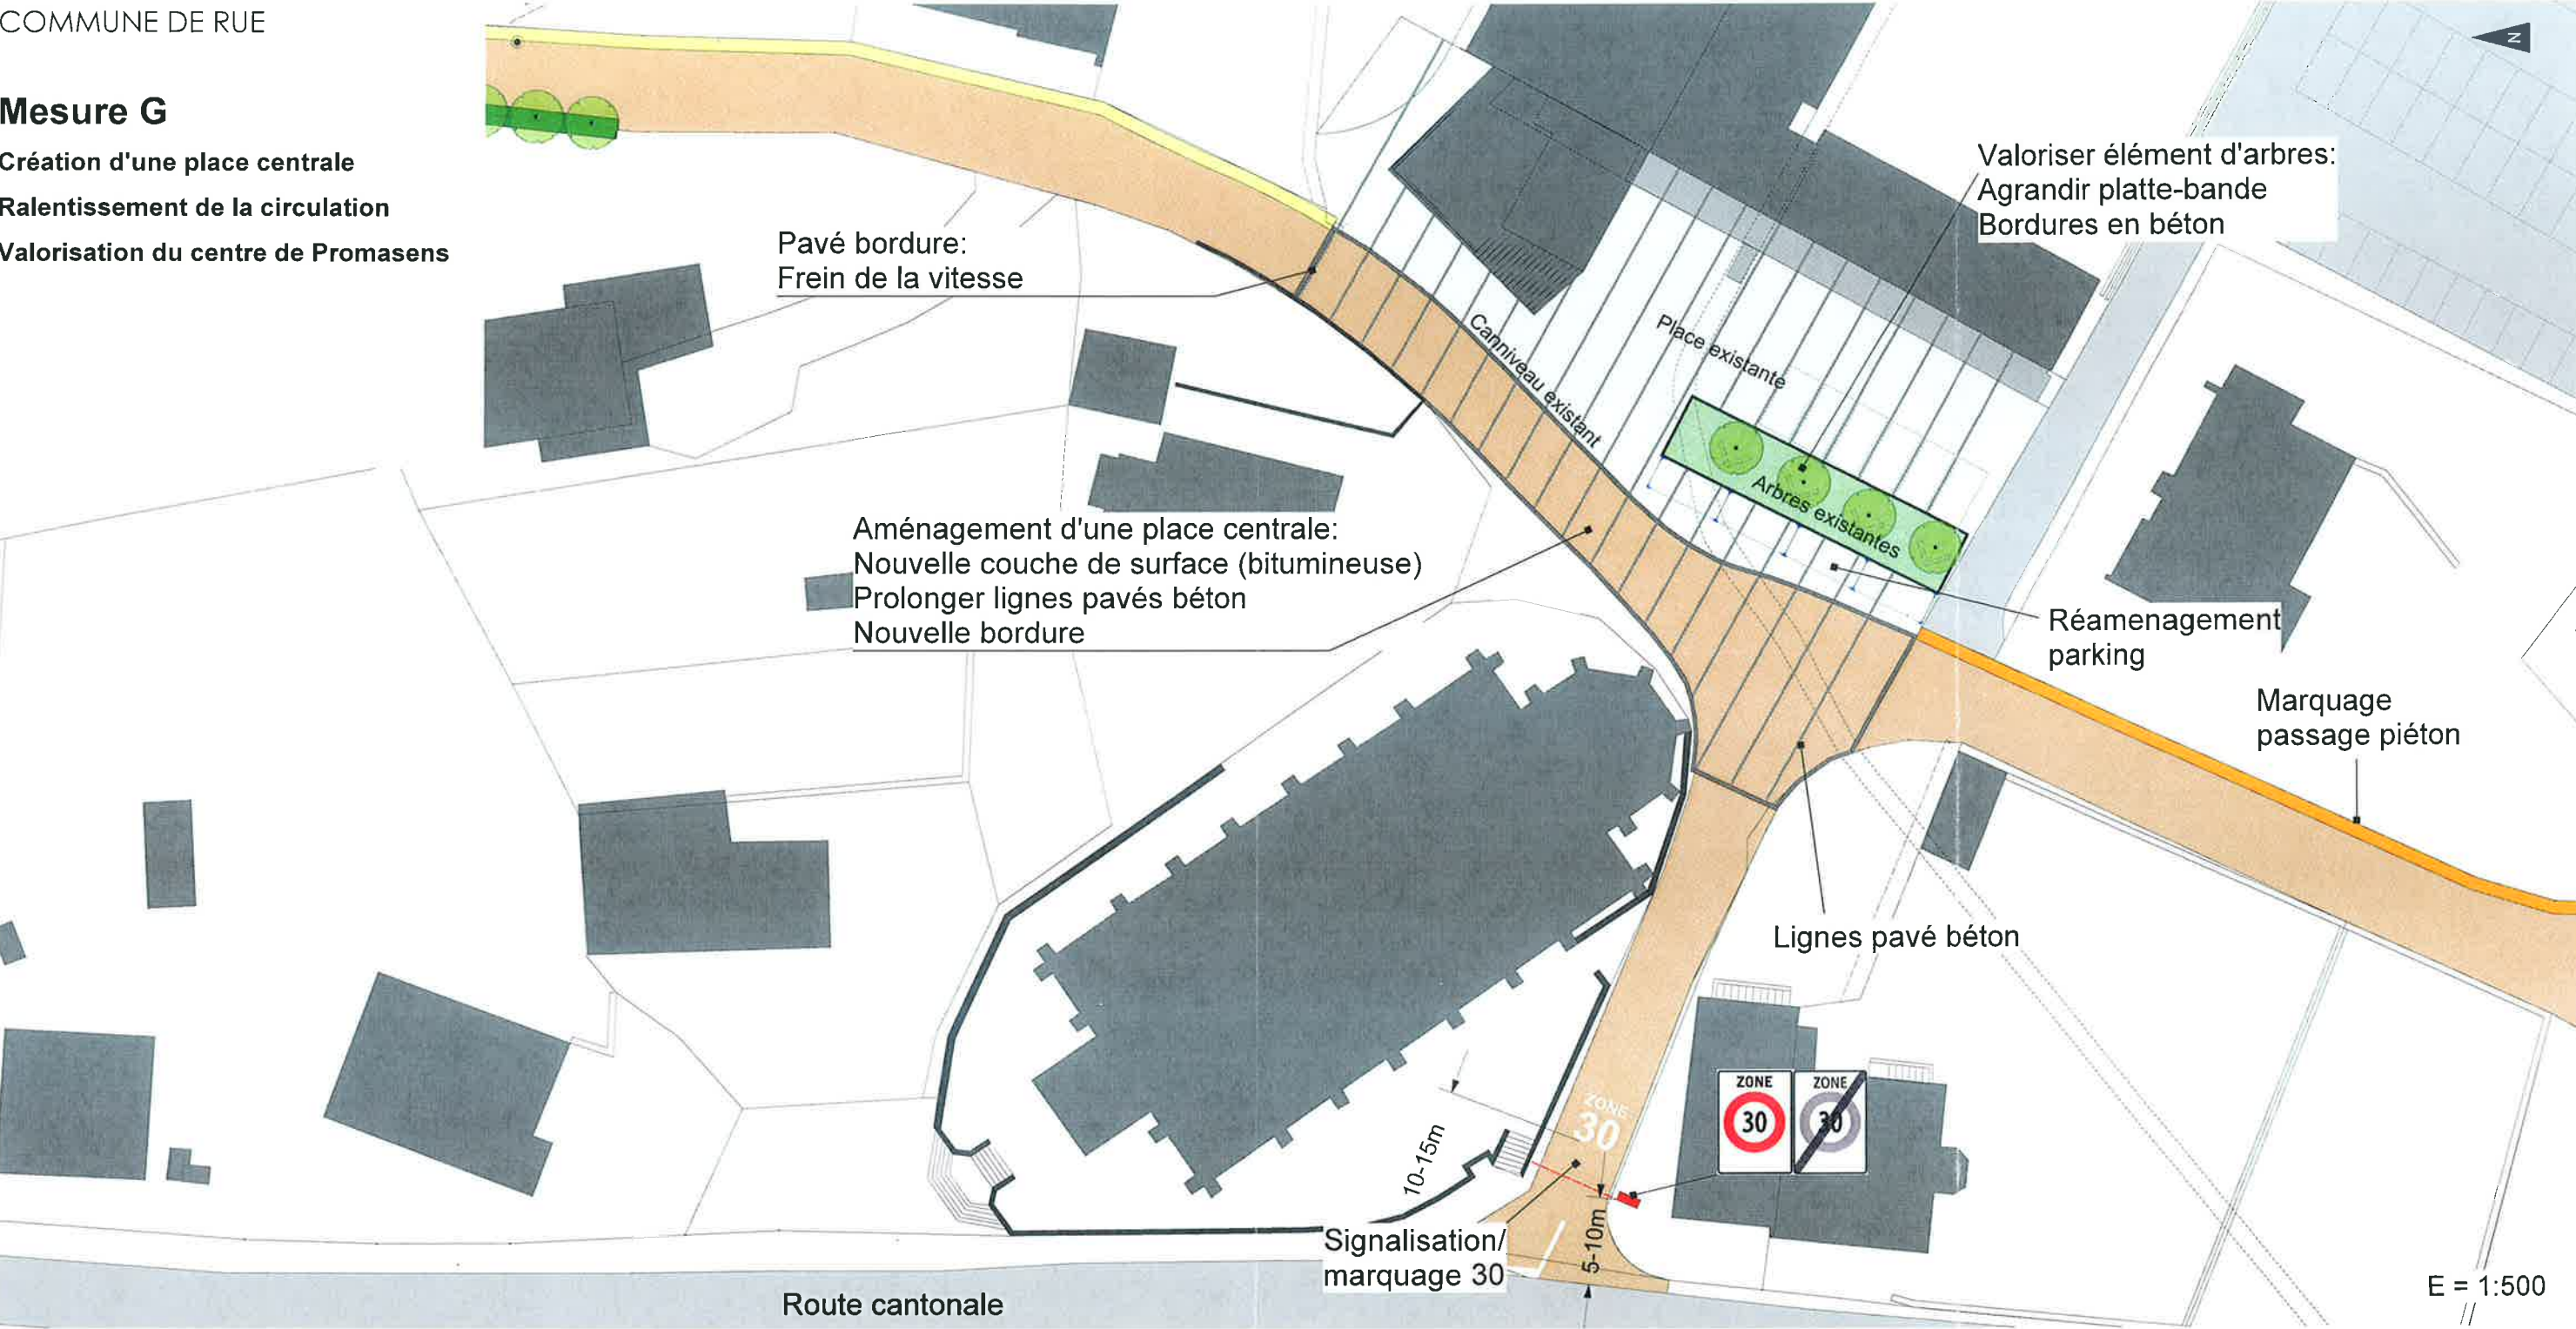 COMMUNE DE RUE
N
Mesure G
Création d'une place centrale
Ralentissement de la circulation
Valorisation du centre de Promasens
Pavé bordure:
Frein de la vitesse
Valoriser élément d'arbres:
Agrandir platte-bande
Bordures en béton
Canniveau existant
Place existante
Arbres existantes
Aménagement d'une place centrale:
Nouvelle couche de surface (bitumineuse)
Prolonger lignes pavés béton
Nouvelle bordure
Réamenagement
parking
Marquage
passage piéton
Lignes pavé béton
ZONE
30
ZONE
30
ZONE
30
10-15m
5-10m
Signalisation/
marquage 30
Route cantonale
E = 1:500